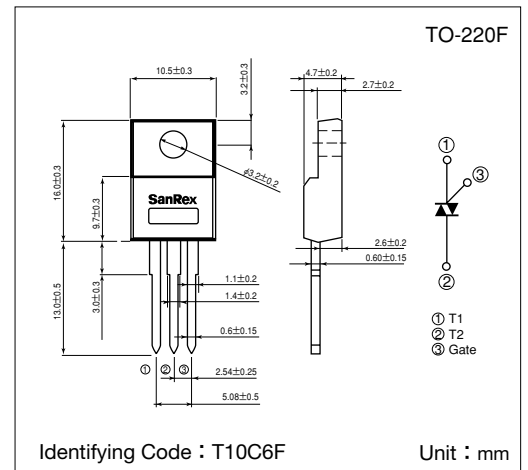 TO-220F
10.5±0.3
3.2±0.3
4.7±0.2
2.7±0.2
16.0±0.3
9.7±0.3
φ3.2±0.2
SanRex
13.0±0.5
3.0±0.3
1.1±0.2
1.4±0.2
0.6±0.15
2.6±0.2
0.60±0.15
① ② ③
2.54±0.25
5.08±0.5
①
③
②
① T1
② T2
③ Gate
Identifying Code：T10C6F
Unit：mm